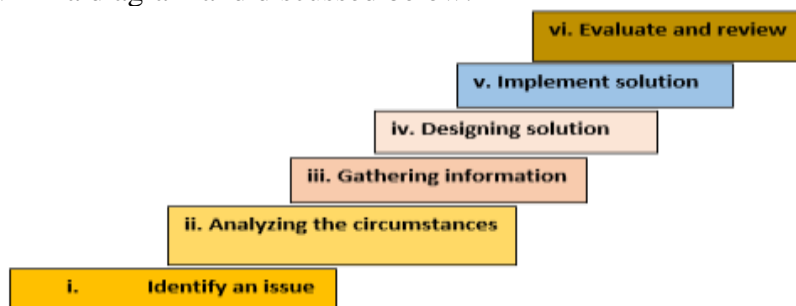 vi. Evaluate and review
v. Implement solution
iv. Designing solution
iii. Gathering information
ii. Analyzing the circumstances
i. Identify an issue